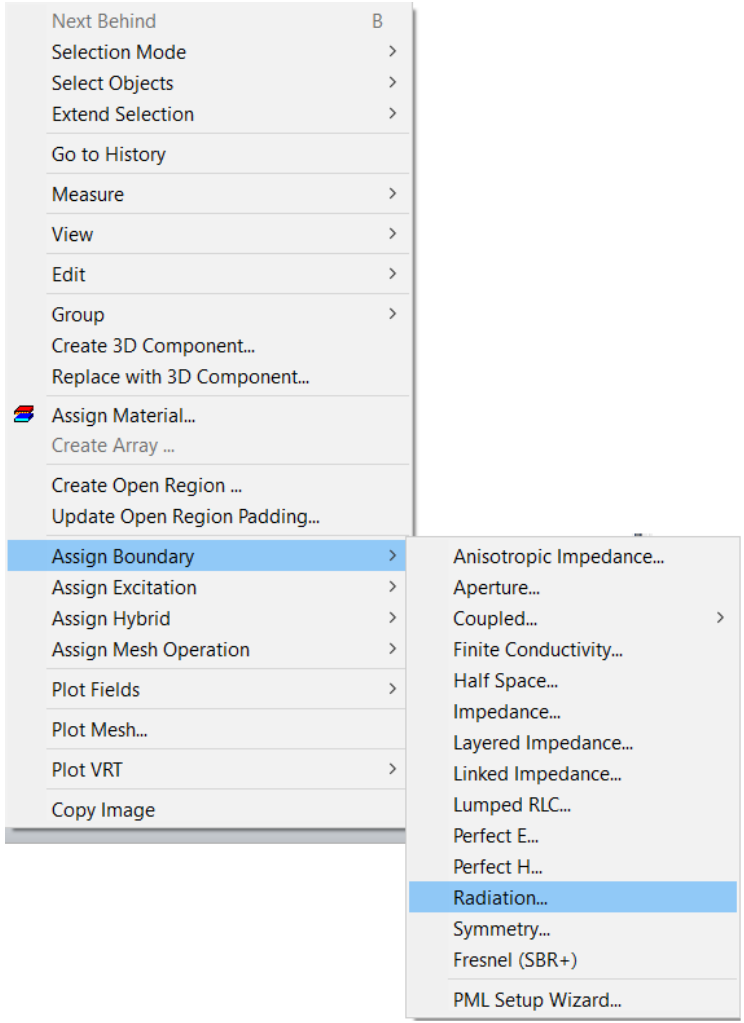 Next Behind B
Selection Mode
Select Objects
Extend Selection
Go to History
Measure
View
Edit
Group
Create 3D Component...
Replace with 3D Component...
Assign Material...
Create Array ...
Create Open Region ...
Update Open Region Padding...
Assign Boundary
Assign Excitation
Assign Hybrid
Assign Mesh Operation
Plot Fields
Plot Mesh...
Plot VRT
Copy Image
Anisotropic Impedance...
Aperture...
Coupled...
Finite Conductivity...
Half Space...
Impedance...
Layered Impedance...
Linked Impedance...
Lumped RLC...
Perfect E...
Perfect H...
Radiation...
Symmetry...
Fresnel (SBR+)
PML Setup Wizard...